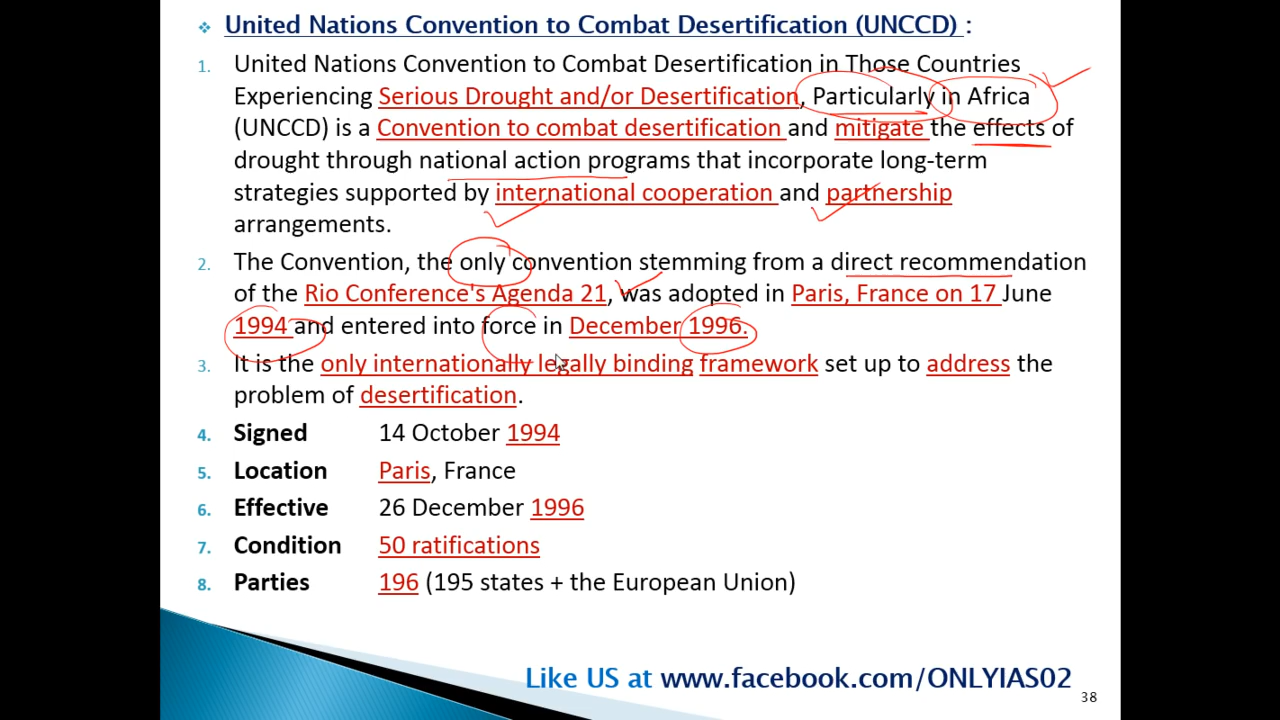 ❖ United Nations Convention to Combat Desertification (UNCCD) :
1. United Nations Convention to Combat Desertification in Those Countries
Experiencing Serious Drought and/or Desertification, Particularly in Africa
(UNCCD) is a Convention to combat desertification and mitigate the effects of
drought through national action programs that incorporate long-term
strategies supported by international cooperation and partnership
arrangements.
2. The Convention, the only convention stemming from a direct recommendation
of the Rio Conference's Agenda 21, was adopted in Paris, France on 17 June
1994 and entered into force in December 1996.
3. It is the only internationally legally binding framework set up to address the
problem of desertification.
4. Signed 14 October 1994
5. Location Paris, France
6. Effective 26 December 1996
7. Condition 50 ratifications
8. Parties 196 (195 states + the European Union)
Like US at www.facebook.com/ONLYIAS02
38